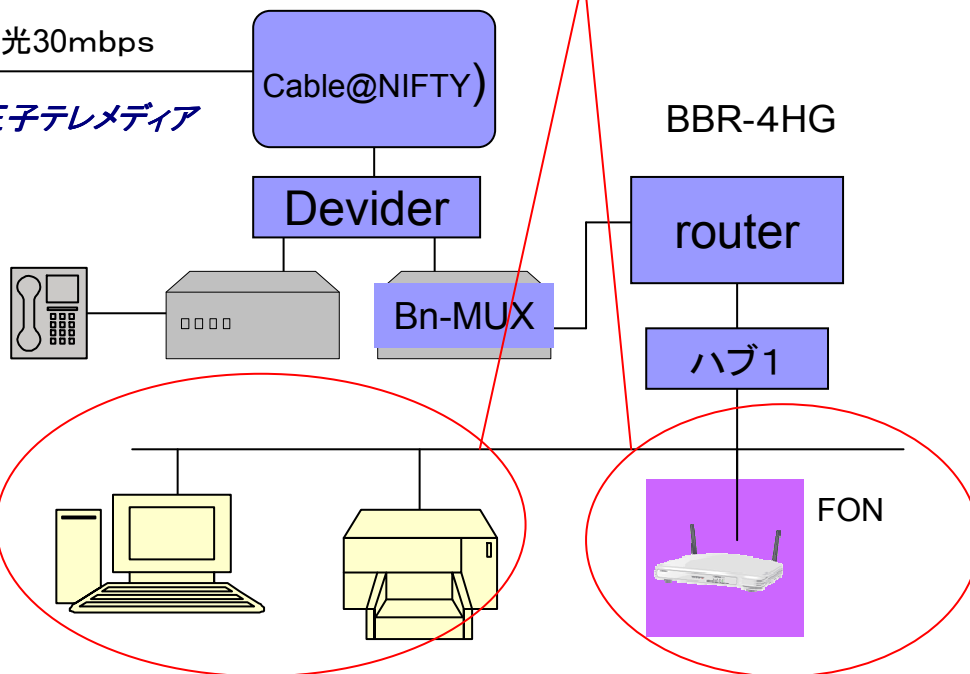 光30mbps
Cable@NIFTY)
子テレメディア
BBR-4HG
Devider
router
Bn-MUX
ハブ1
FON